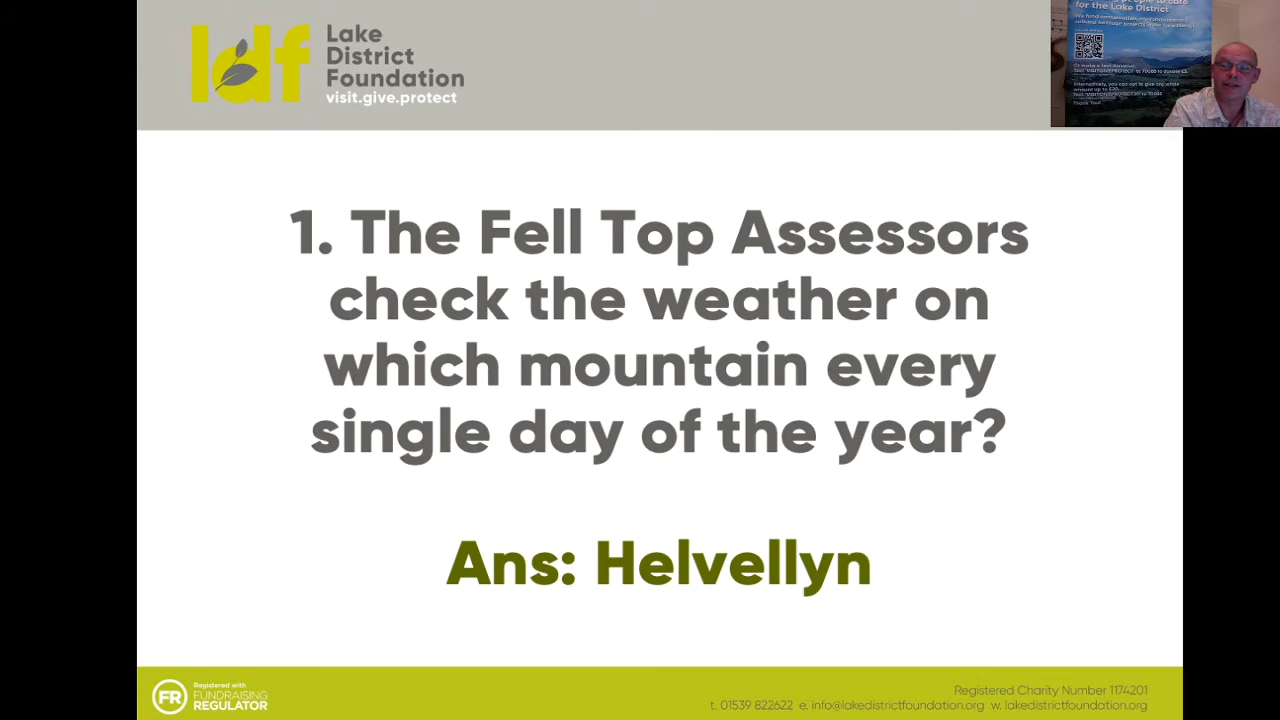 ldf
Lake
District
Foundation
visit.give.protect
for the Lake District
1. The Fell Top Assessors
check the weather on
which mountain every
single day of the year?
Ans: Helvellyn
FR
Registered with
FUNDRAISING
REGULATOR
Registered Charity Number 1174201
t. 01539 822622 e. info@lakedistrictfoundation.org w. lakedistrictfoundation.org